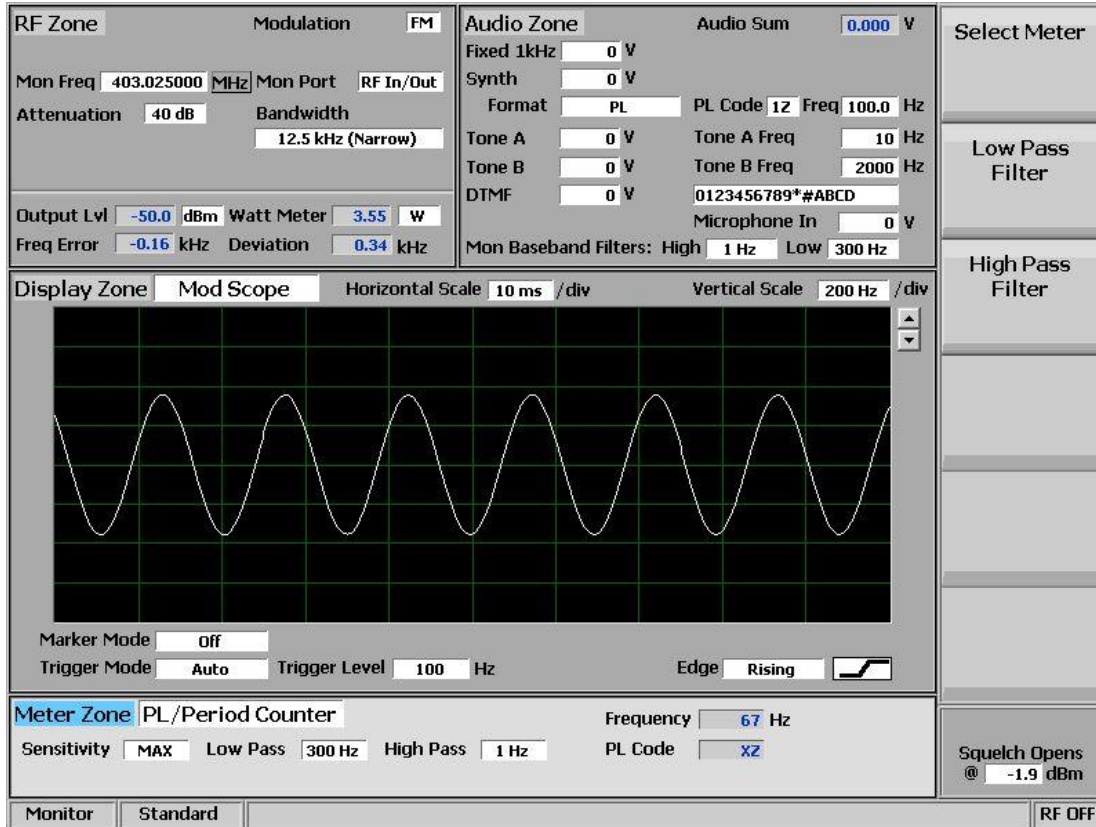 RF Zone Modulation FM
Mon Freq 403.025000 MHz Mon Port RF In/Out
Attenuation 40 dB Bandwidth
12.5 kHz (Narrow)
Output Lvl -50.0 dBm Watt Meter 3.55 W
Freq Error -0.16 kHz Deviation 0.34 kHz
Audio Zone Audio Sum 0.000 V
Fixed 1kHz 0 V
Synth 0 V
Format PL PL Code 1Z Freq 100.0 Hz
Tone A 0 V Tone A Freq 10 Hz
Tone B 0 V Tone B Freq 2000 Hz
DTMF 0 V 0123456789*#ABCD
Microphone In 0 V
Mon Baseband Filters: High 1 Hz Low 300 Hz
Display Zone Mod Scope Horizontal Scale 10 ms /div Vertical Scale 200 Hz /div
Marker Mode Off
Trigger Mode Auto Trigger Level 100 Hz Edge Rising
Meter Zone PL/Period Counter Frequency 67 Hz
Sensitivity MAX Low Pass 300 Hz High Pass 1 Hz PL Code XZ
Select Meter
Low Pass
Filter
High Pass
Filter
Squelch Opens
@ -1.9 dBm
Monitor Standard RF OFF